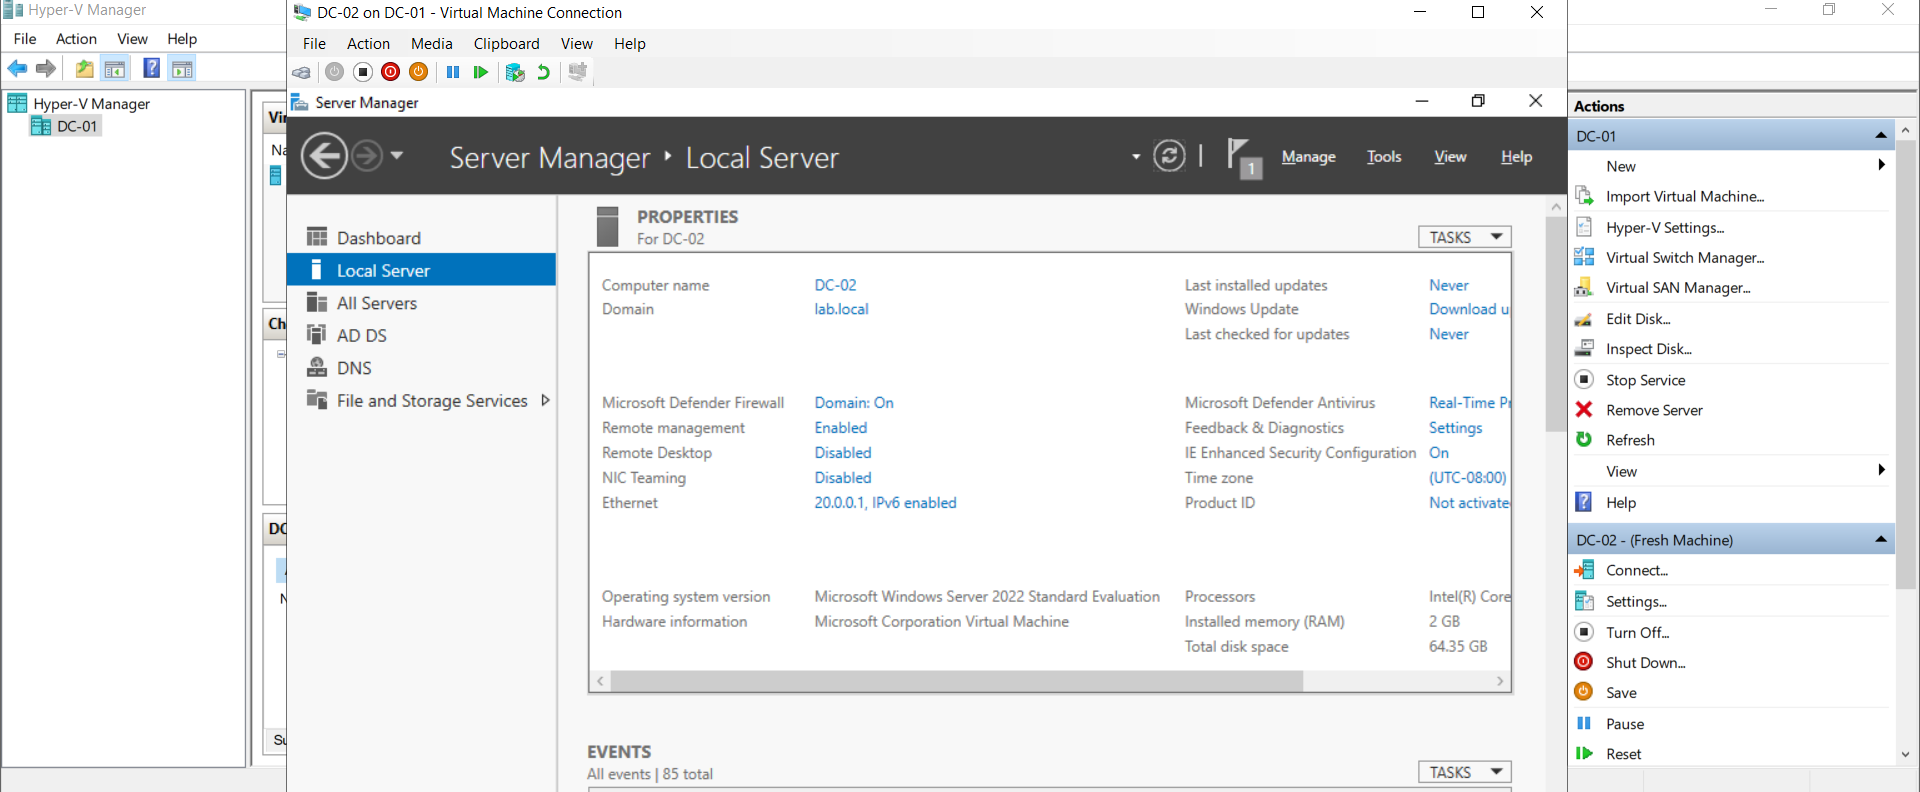 Hyper-V Manager
File Action View Help
Hyper-V Manager
DC-01
DC-02 on DC-01 - Virtual Machine Connection
File Action Media Clipboard View Help
Server Manager
Server Manager Local Server
1
Manage Tools View Help
Dashboard
Local Server
All Servers
AD DS
DNS
File and Storage Services
PROPERTIES
For DC-02
TASKS
Computer name DC-02
Domain lab.local
Last installed updates Never
Windows Update Download u
Last checked for updates Never
Microsoft Defender Firewall Domain: On
Remote management Enabled
Remote Desktop Disabled
NIC Teaming Disabled
Ethernet 20.0.0.1, IPv6 enabled
Microsoft Defender Antivirus Real-Time Pr
Feedback & Diagnostics Settings
IE Enhanced Security Configuration On
Time zone (UTC-08:00)
Product ID Not activate
Operating system version Microsoft Windows Server 2022 Standard Evaluation
Hardware information Microsoft Corporation Virtual Machine
Processors Intel(R) Core
Installed memory (RAM) 2 GB
Total disk space 64.35 GB
EVENTS
All events | 85 total
TASKS
Actions
DC-01
New
Import Virtual Machine...
Hyper-V Settings...
Virtual Switch Manager...
Virtual SAN Manager...
Edit Disk...
Inspect Disk...
Stop Service
Remove Server
Refresh
View
Help
DC-02 - (Fresh Machine)
Connect...
Settings...
Turn Off...
Shut Down...
Save
Pause
Reset